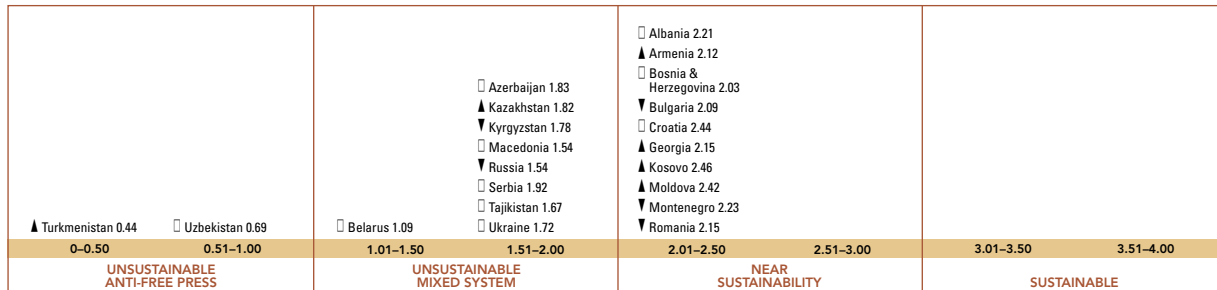 ▲ Turkmenistan 0.44
▯ Uzbekistan 0.69
▯ Belarus 1.09
▯ Azerbaijan 1.83
▲ Kazakhstan 1.82
▼ Kyrgyzstan 1.78
▯ Macedonia 1.54
▼ Russia 1.54
▯ Serbia 1.92
▯ Tajikistan 1.67
▯ Ukraine 1.72
▯ Albania 2.21
▲ Armenia 2.12
▯ Bosnia &
Herzegovina 2.03
▼ Bulgaria 2.09
▯ Croatia 2.44
▲ Georgia 2.15
▲ Kosovo 2.46
▲ Moldova 2.42
▼ Montenegro 2.23
▼ Romania 2.15
0–0.50
0.51–1.00
1.01–1.50
1.51–2.00
2.01–2.50
2.51–3.00
3.01–3.50
3.51–4.00
UNSUSTAINABLE
ANTI-FREE PRESS
UNSUSTAINABLE
MIXED SYSTEM
NEAR
SUSTAINABILITY
SUSTAINABLE